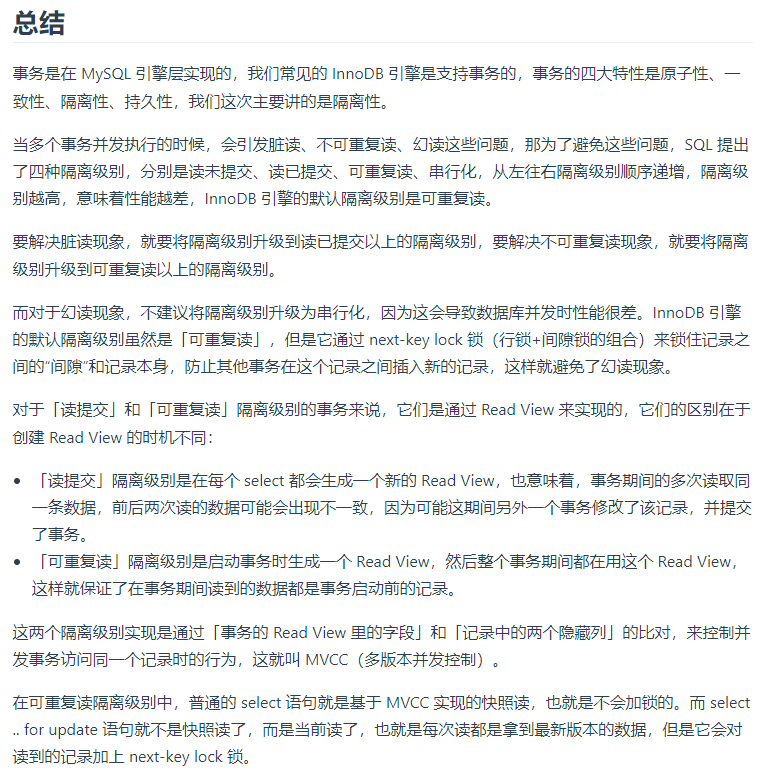 总结
事务是在 MySQL 引擎层实现的，我们常见的 InnoDB 引擎是支持事务的，事务的四大特性是原子性、一
致性、隔离性、持久性，我们这次主要讲的是隔离性。
当多个事务并发执行的时候，会引发脏读、不可重复读、幻读这些问题，那为了避免这些问题，SQL 提出
了四种隔离级别，分别是读未提交、读已提交、可重复读、串行化，从左往右隔离级别顺序递增，隔离级
别越高，意味着性能越差，InnoDB 引擎的默认隔离级别是可重复读。
要解决脏读现象，就要将隔离级别升级到读已提交以上的隔离级别，要解决不可重复读现象，就要将隔离
级别升级到可重复读以上的隔离级别。
而对于幻读现象，不建议将隔离级别升级为串行化，因为这会导致数据库并发时性能很差。InnoDB 引擎
的默认隔离级别虽然是「可重复读」，但是它通过 next-key lock 锁（行锁+间隙锁的组合）来锁住记录之
间的“间隙”和记录本身，防止其他事务在这个记录之间插入新的记录，这样就避免了幻读现象。
对于「读提交」和「可重复读」隔离级别的事务来说，它们是通过 Read View 来实现的，它们的区别在于
创建 Read View 的时机不同：
• 「读提交」隔离级别是在每个 select 都会生成一个新的 Read View，也意味着，事务期间的多次读取同
一条数据，前后两次读的数据可能会出现不一致，因为可能这期间另外一个事务修改了该记录，并提交
了事务。
• 「可重复读」隔离级别是启动事务时生成一个 Read View，然后整个事务期间都在用这个 Read View，
这样就保证了在事务期间读到的数据都是事务启动前的记录。
这两个隔离级别实现是通过「事务的 Read View 里的字段」和「记录中的两个隐藏列」的比对，来控制并
发事务访问同一个记录时的行为，这就叫 MVCC（多版本并发控制）。
在可重复读隔离级别中，普通的 select 语句就是基于 MVCC 实现的快照读，也就是不会加锁的。而 select
.. for update 语句就不是快照读了，而是当前读了，也就是每次读都是拿到最新版本的数据，但是它会对
读到的记录加上 next-key lock 锁。